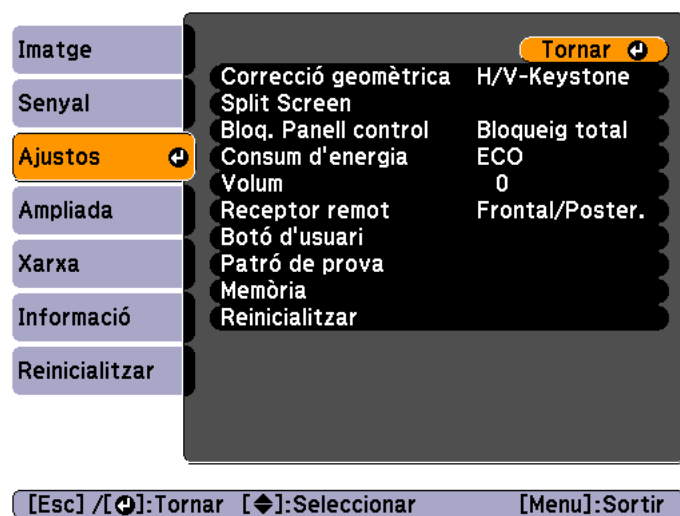 Imatge
Senyal
Ajustos
Ampliada
Xarxa
Informació
Reinicialitzar
Tornar
Correcció geomètrica H/V-Keystone
Split Screen
Bloq. Panell control Bloqueig total
Consum d'energia ECO
Volum 0
Receptor remot Frontal/Poster.
Botó d'usuari
Patró de prova
Memòria
Reinicialitzar
[Esc] /[⏎]:Tornar [◆]:Seleccionar [Menu]:Sortir